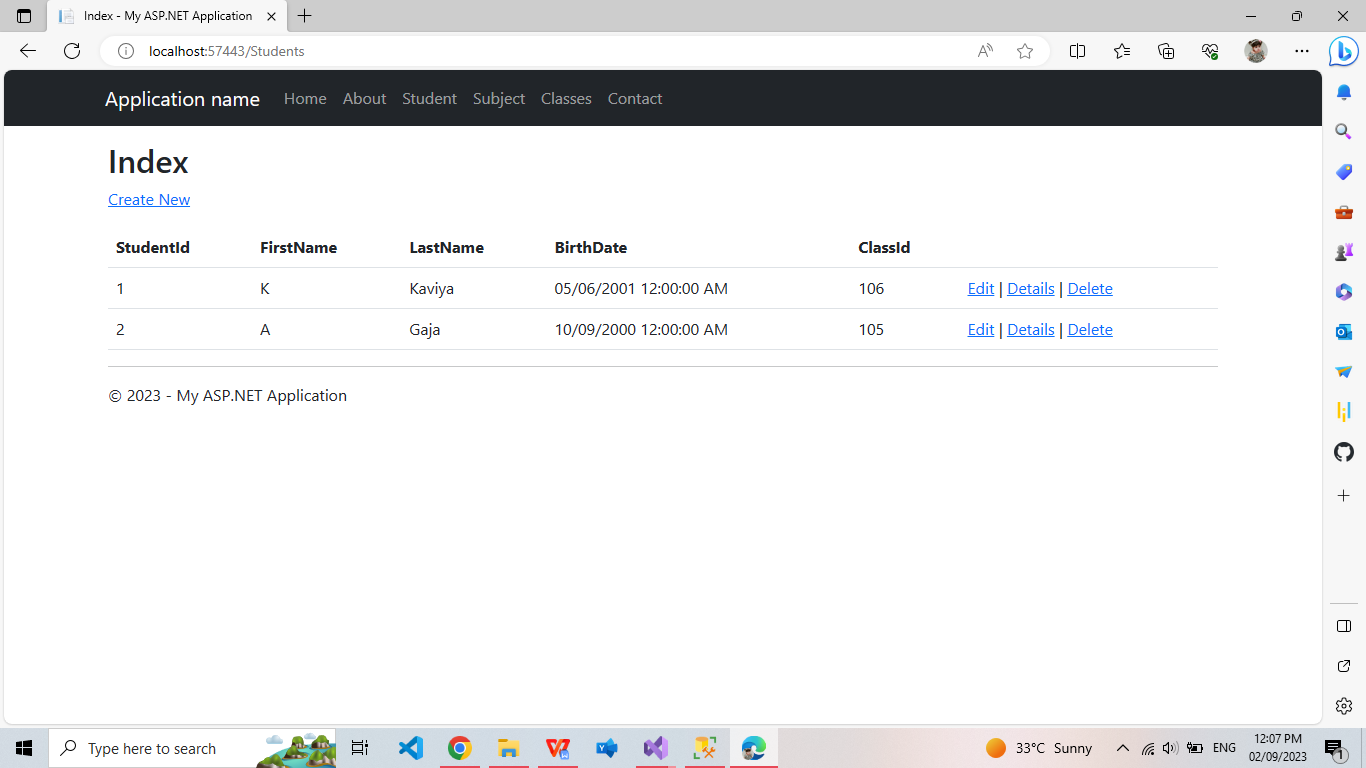 Index - My ASP.NET Application
localhost:57443/Students
Application name Home About Student Subject Classes Contact
Index
Create New
StudentId FirstName LastName BirthDate ClassId
1 K Kaviya 05/06/2001 12:00:00 AM 106 Edit | Details | Delete
2 A Gaja 10/09/2000 12:00:00 AM 105 Edit | Details | Delete
© 2023 - My ASP.NET Application
Type here to search 33°C Sunny ENG 12:07 PM
02/09/2023 1